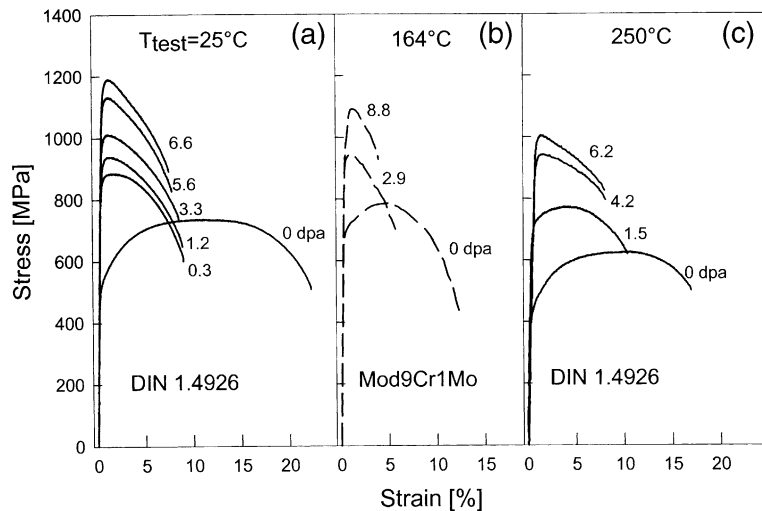 1400
1200
1000
800
600
400
200
0
Stress [MPa]
Ttest=25°C (a)
6.6
5.6
3.3
1.2
0.3
0 dpa
DIN 1.4926
0 5 10 15 20
164°C (b)
8.8
2.9
0 dpa
Mod9Cr1Mo
0 5 10 15
250°C (c)
6.2
4.2
1.5
0 dpa
DIN 1.4926
0 5 10 15 20
Strain [%]